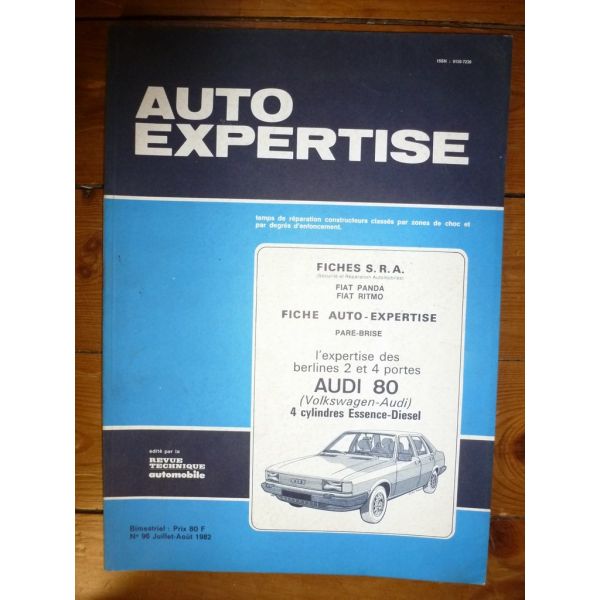 ISSN : 0150-7230
AUTO
EXPERTISE
temps de réparation constructeurs classés par zones de choc et
par degrés d'enfoncement.
FICHES S.R.A.
(Sécurité et Réparation Automobiles)
FIAT PANDA
FIAT RITMO
FICHE AUTO-EXPERTISE
PARE-BRISE
l'expertise des
berlines 2 et 4 portes
AUDI 80
(Volkswagen-Audi)
4 cylindres Essence-Diesel
édité par la
REVUE
TECHNIQUE
automobile
Bimestriel : Prix 80 F
N° 96 Juillet-Août 1982